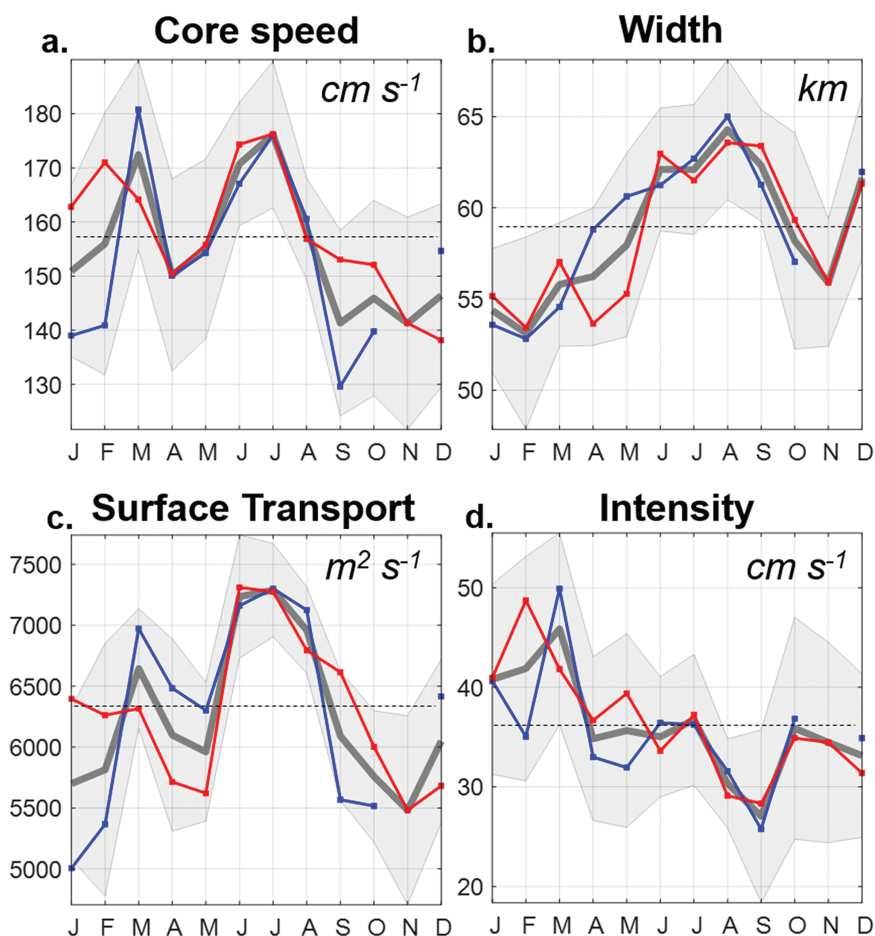 a. Core speed
cm s-1
180
170
160
150
140
130
J F M A M J J A S O N D
b. Width
km
65
60
55
50
J F M A M J J A S O N D
c. Surface Transport
m2 s-1
7500
7000
6500
6000
5500
5000
J F M A M J J A S O N D
d. Intensity
cm s-1
50
40
30
20
J F M A M J J A S O N D